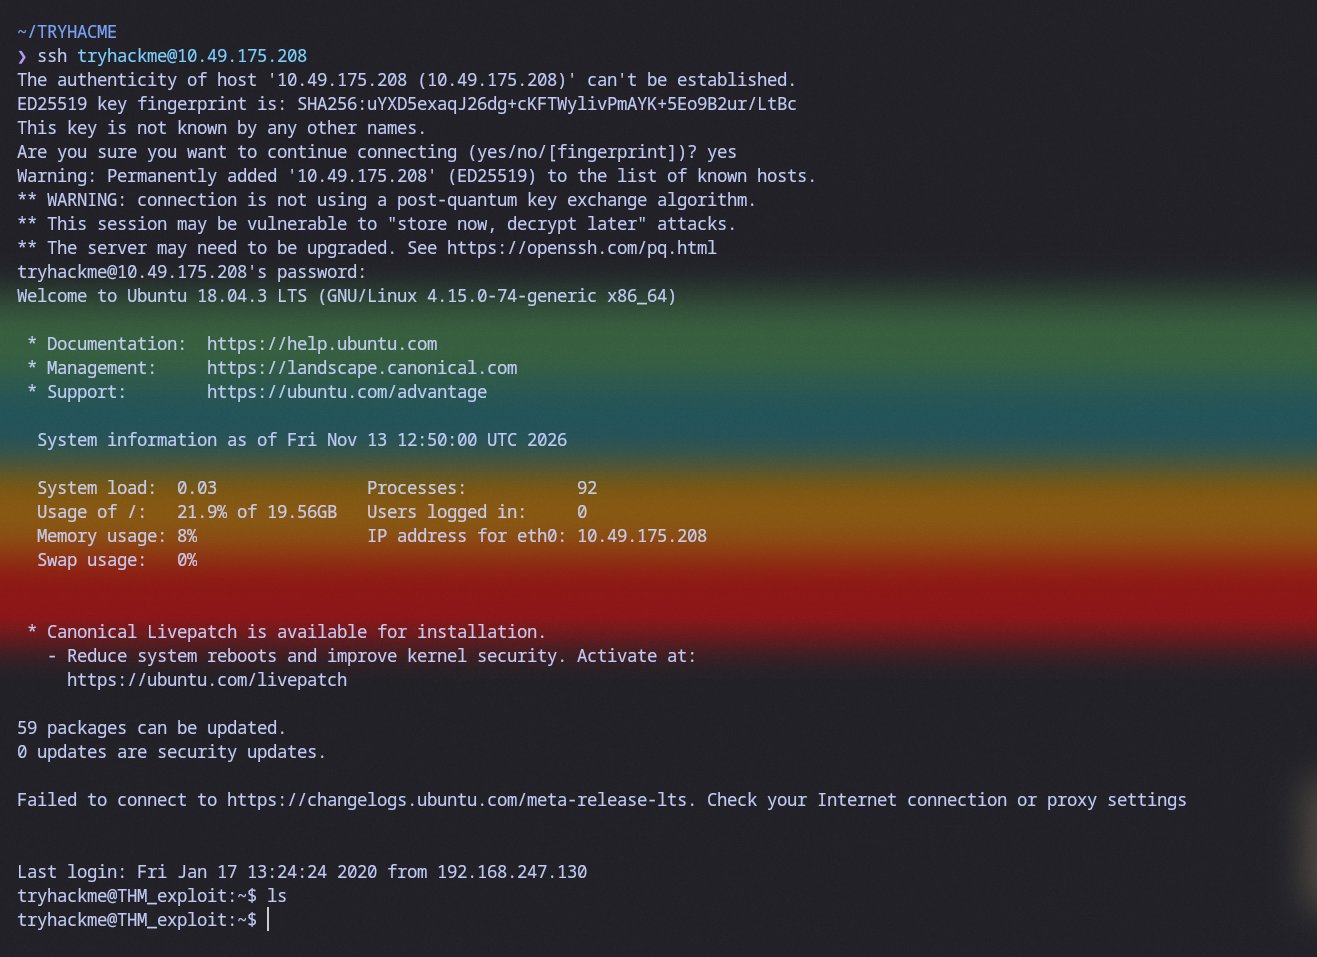 ~/TRYHACME
❯ ssh tryhackme@10.49.175.208
The authenticity of host '10.49.175.208 (10.49.175.208)' can't be established.
ED25519 key fingerprint is: SHA256:uYXD5exaqJ26dg+cKFTWylivPmAYK+5Eo9B2ur/LtBc
This key is not known by any other names.
Are you sure you want to continue connecting (yes/no/[fingerprint])? yes
Warning: Permanently added '10.49.175.208' (ED25519) to the list of known hosts.
** WARNING: connection is not using a post-quantum key exchange algorithm.
** This session may be vulnerable to "store now, decrypt later" attacks.
** The server may need to be upgraded. See https://openssh.com/pq.html
tryhackme@10.49.175.208's password:
Welcome to Ubuntu 18.04.3 LTS (GNU/Linux 4.15.0-74-generic x86_64)

 * Documentation:  https://help.ubuntu.com
 * Management:     https://landscape.canonical.com
 * Support:        https://ubuntu.com/advantage

  System information as of Fri Nov 13 12:50:00 UTC 2026

  System load:  0.03               Processes:           92
  Usage of /:   21.9% of 19.56GB   Users logged in:     0
  Memory usage: 8%                 IP address for eth0: 10.49.175.208
  Swap usage:   0%

 * Canonical Livepatch is available for installation.
   - Reduce system reboots and improve kernel security. Activate at:
     https://ubuntu.com/livepatch

59 packages can be updated.
0 updates are security updates.

Failed to connect to https://changelogs.ubuntu.com/meta-release-lts. Check your Internet connection or proxy settings

Last login: Fri Jan 17 13:24:24 2020 from 192.168.247.130
tryhackme@THM_exploit:~$ ls
tryhackme@THM_exploit:~$